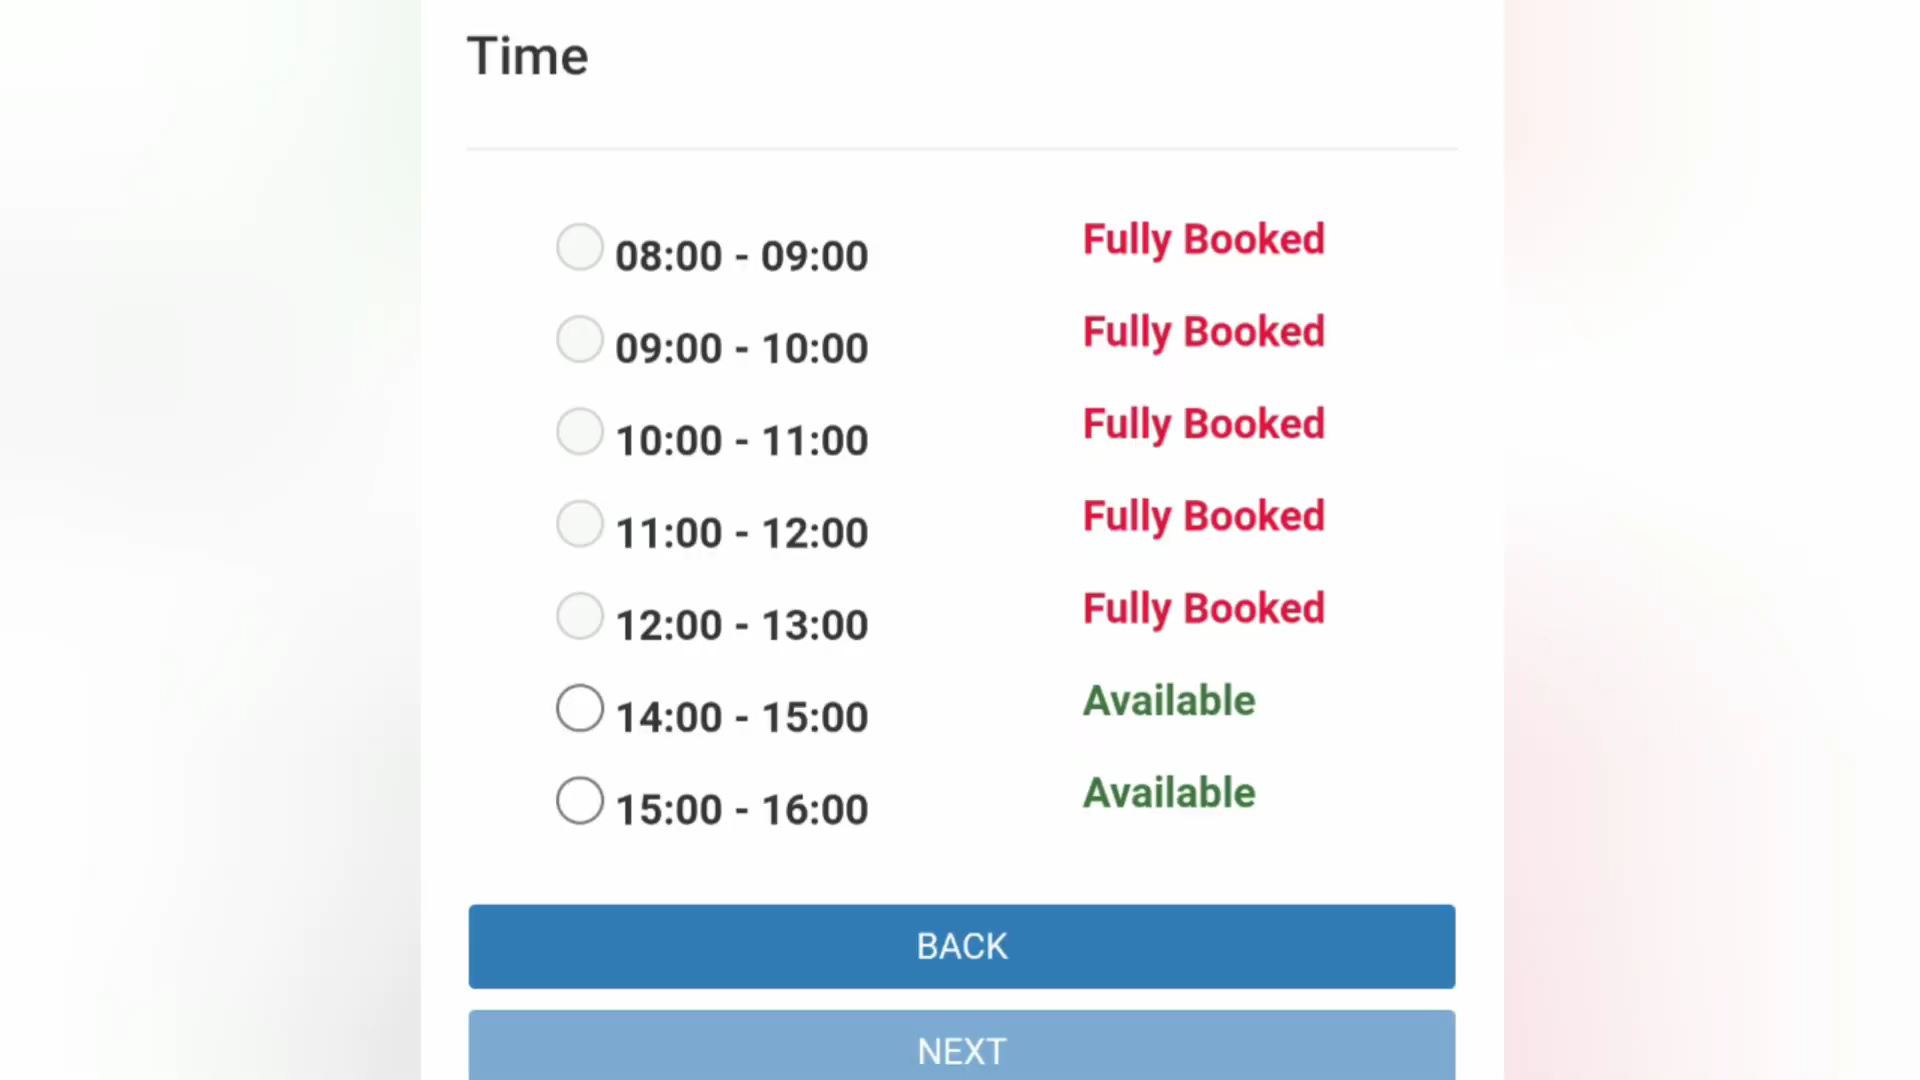 Time
08:00 - 09:00 Fully Booked
09:00 - 10:00 Fully Booked
10:00 - 11:00 Fully Booked
11:00 - 12:00 Fully Booked
12:00 - 13:00 Fully Booked
14:00 - 15:00 Available
15:00 - 16:00 Available
BACK
NEXT